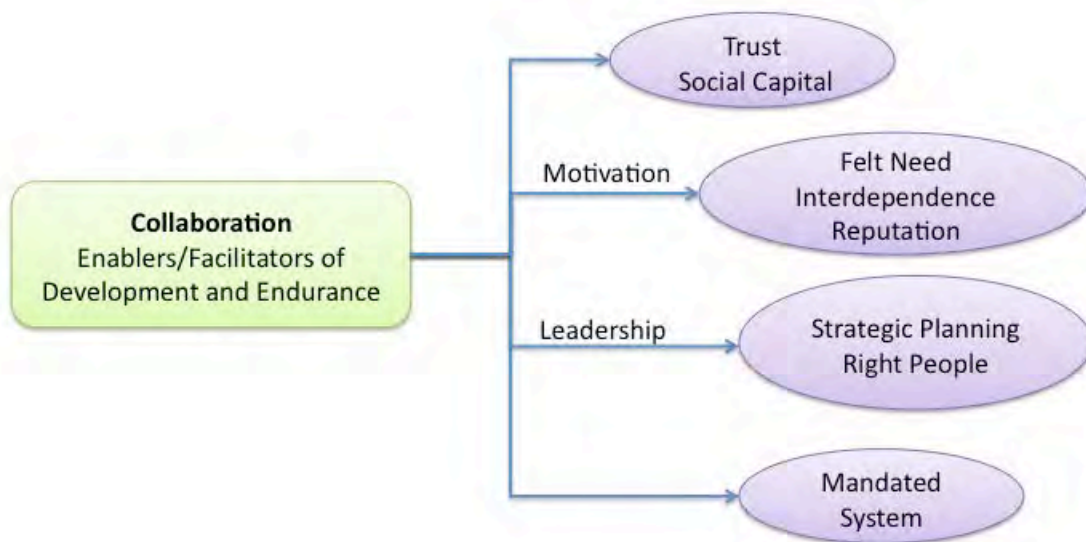 Trust
Social Capital
Motivation
Felt Need
Interdependence
Reputation
Collaboration
Enablers/Facilitators of
Development and Endurance
Leadership
Strategic Planning
Right People
Mandated
System